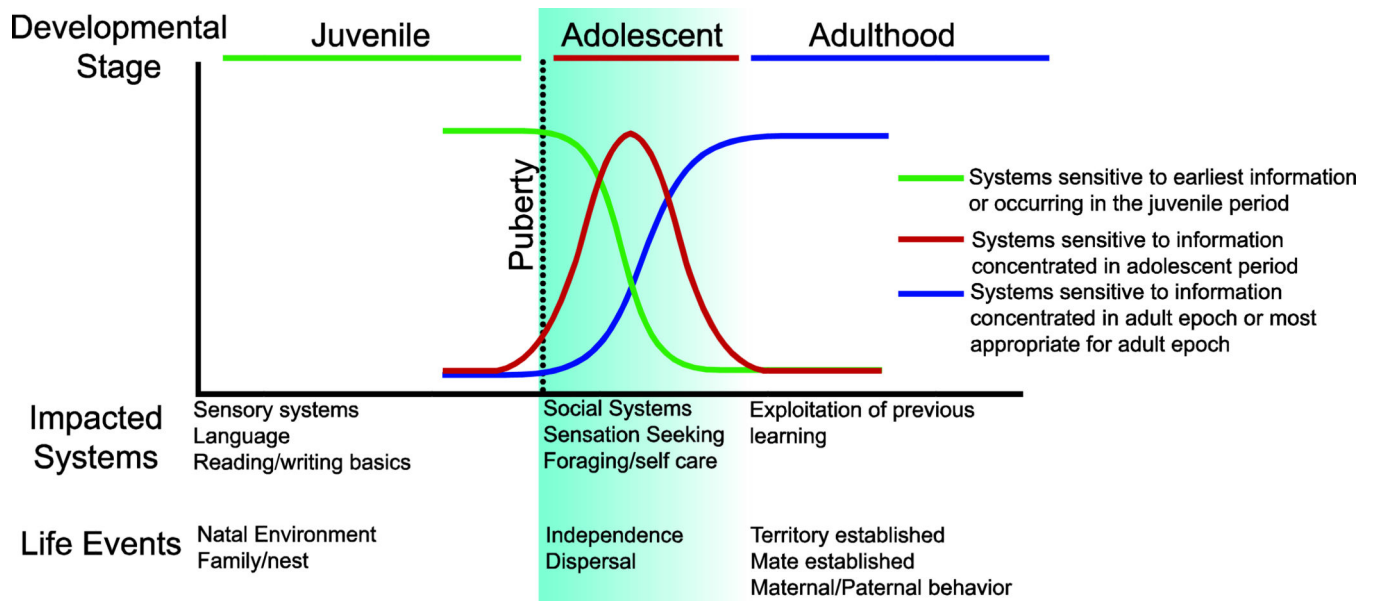 Developmental
Stage
Juvenile
Adolescent
Adulthood
Puberty
Systems sensitive to earliest information
or occurring in the juvenile period
Systems sensitive to information
concentrated in adolescent period
Systems sensitive to information
concentrated in adult epoch or most
appropriate for adult epoch
Impacted
Systems
Sensory systems
Language
Reading/writing basics
Social Systems
Sensation Seeking
Foraging/self care
Exploitation of previous
learning
Life Events
Natal Environment
Family/nest
Independence
Dispersal
Territory established
Mate established
Maternal/Paternal behavior